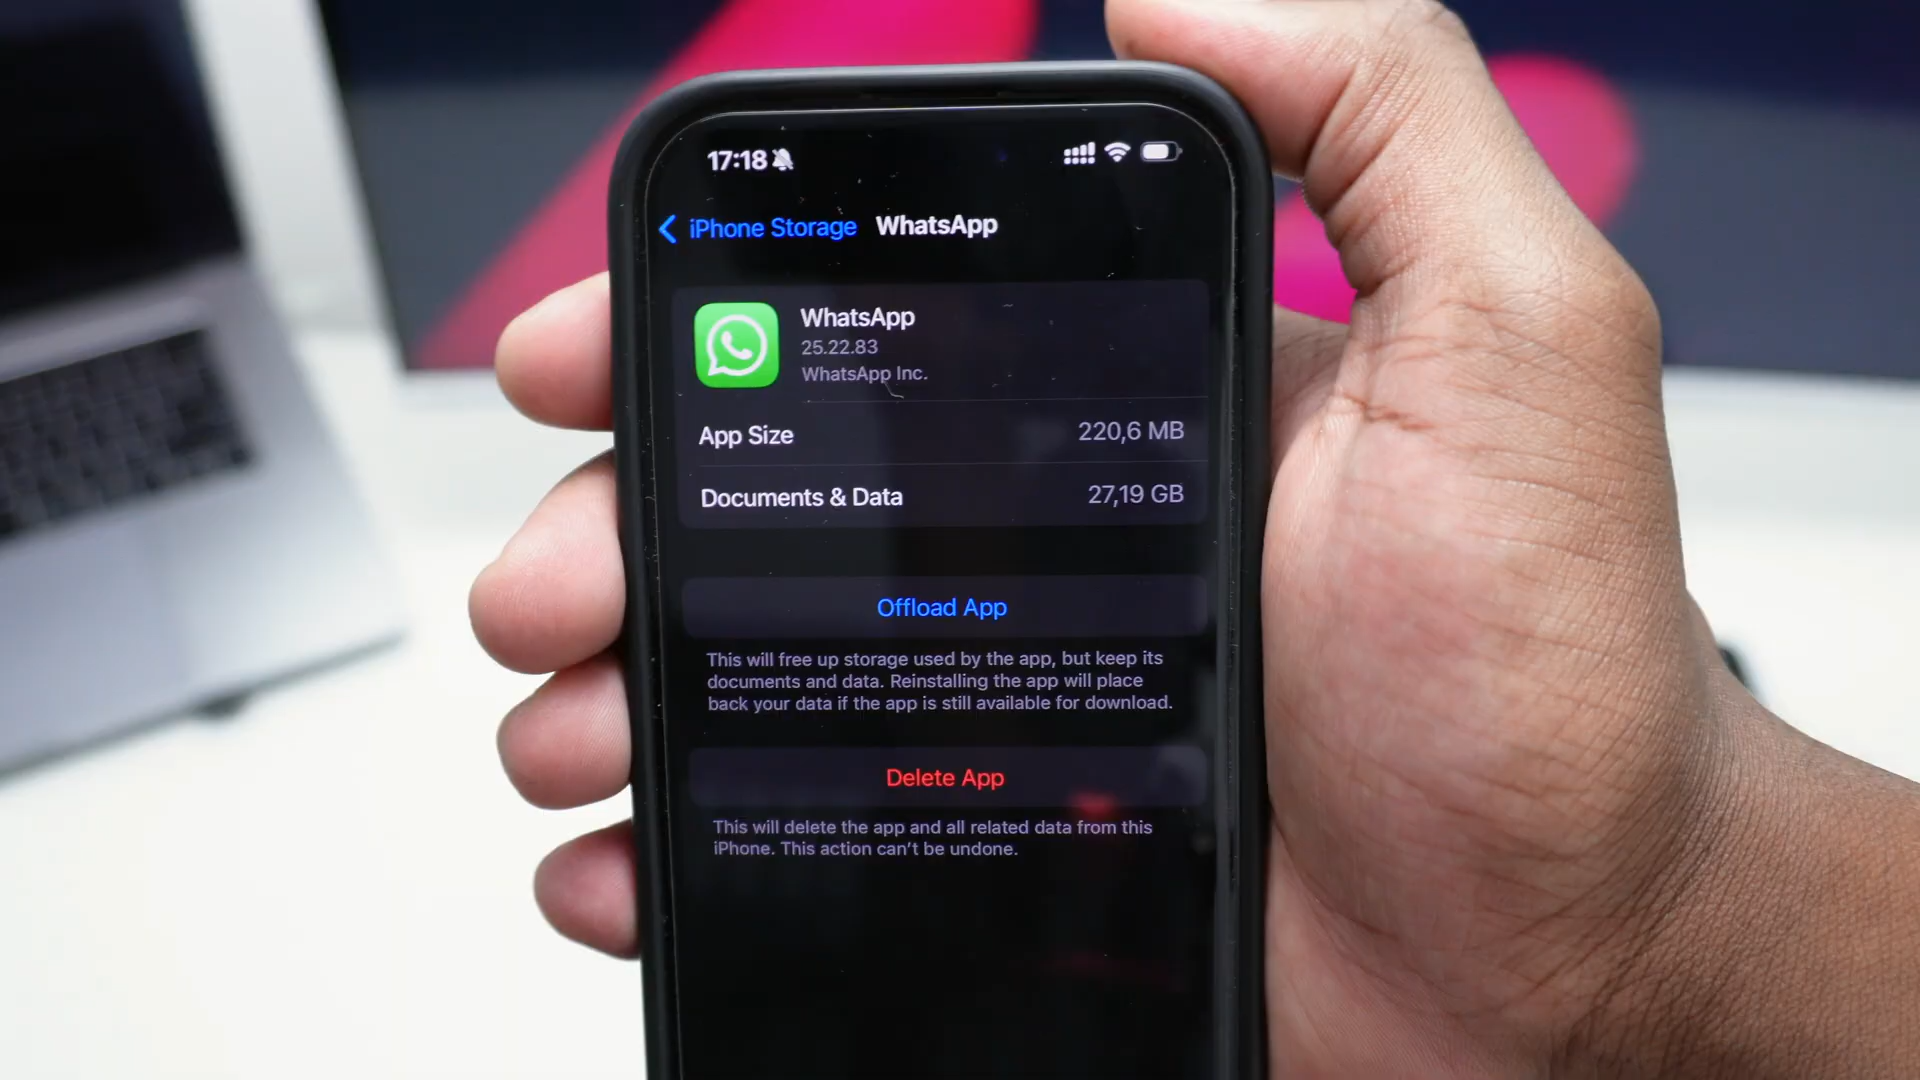 17:18
iPhone Storage WhatsApp
WhatsApp
25.22.83
WhatsApp Inc.
App Size 220,6 MB
Documents & Data 27,19 GB
Offload App
This will free up storage used by the app, but keep its
documents and data. Reinstalling the app will place
back your data if the app is still available for download.
Delete App
This will delete the app and all related data from this
iPhone. This action can’t be undone.